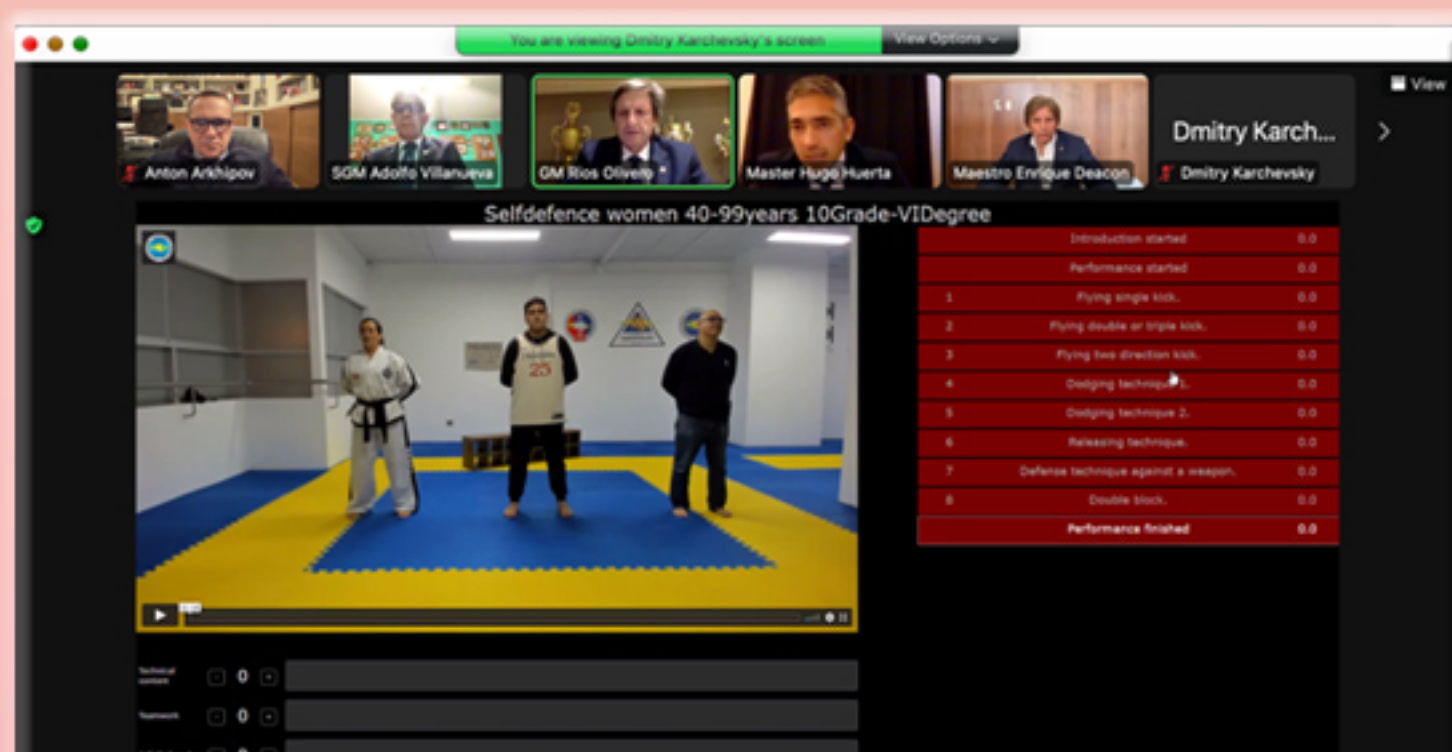 You are viewing Dmitry Karchevsky's screen
View Options
View
Anton Arkhipov
SGM Adolfo Villanueva
GM Rios Olivero
Master Hugo Huerta
Maestro Enrique Deacon
Dmitry Karch...
Dmitry Karchevsky
Selfdefence women 40-99years 10Grade-VIDegree
Introduction started 0.0
Performance started 0.0
1 Flying single kick. 0.0
2 Flying double or triple kick. 0.0
3 Flying two direction kick. 0.0
4 Dodging technique 1. 0.0
5 Dodging technique 2. 0.0
6 Releasing technique. 0.0
7 Defense technique against a weapon. 0.0
8 Double block. 0.0
Performance finished 0.0
25
Technical content - 0 +
Teamwork - 0 +